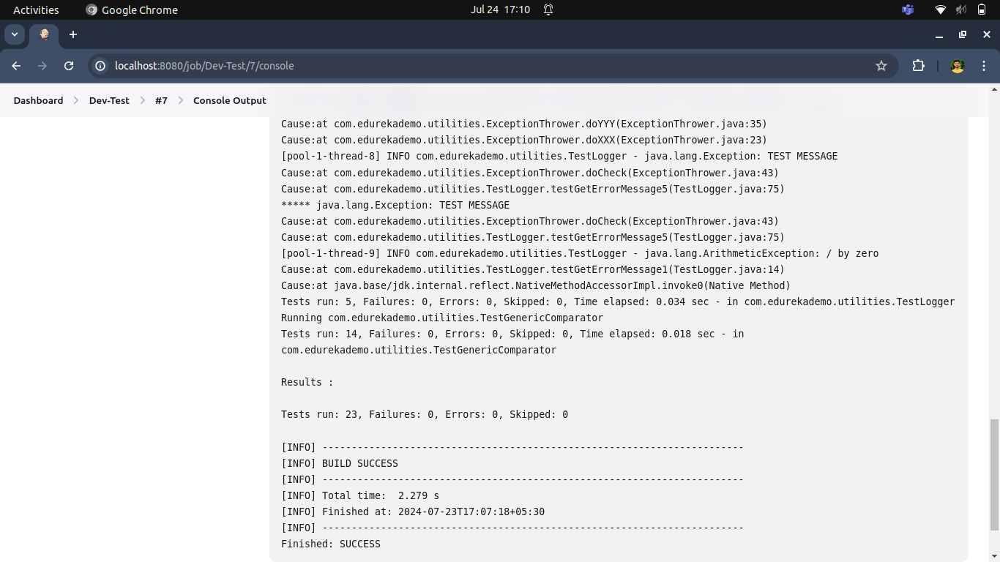 Activities
Google Chrome
Jul 24 17:10
localhost:8080/job/Dev-Test/7/console
Dashboard
Dev-Test
#7
Console Output
Cause:at com.edurekademo.utilities.ExceptionThrower.doYYY(ExceptionThrower.java:35)
Cause:at com.edurekademo.utilities.ExceptionThrower.doXXX(ExceptionThrower.java:23)
[pool-1-thread-8] INFO com.edurekademo.utilities.TestLogger - java.lang.Exception: TEST MESSAGE
Cause:at com.edurekademo.utilities.ExceptionThrower.doCheck(ExceptionThrower.java:43)
Cause:at com.edurekademo.utilities.TestLogger.testGetErrorMessage5(TestLogger.java:75)
***** java.lang.Exception: TEST MESSAGE
Cause:at com.edurekademo.utilities.ExceptionThrower.doCheck(ExceptionThrower.java:43)
Cause:at com.edurekademo.utilities.TestLogger.testGetErrorMessage5(TestLogger.java:75)
[pool-1-thread-9] INFO com.edurekademo.utilities.TestLogger - java.lang.ArithmeticException: / by zero
Cause:at com.edurekademo.utilities.TestLogger.testGetErrorMessage1(TestLogger.java:14)
Cause:at java.base/jdk.internal.reflect.NativeMethodAccessorImpl.invoke0(Native Method)
Tests run: 5, Failures: 0, Errors: 0, Skipped: 0, Time elapsed: 0.034 sec - in com.edurekademo.utilities.TestLogger
Running com.edurekademo.utilities.TestGenericComparator
Tests run: 14, Failures: 0, Errors: 0, Skipped: 0, Time elapsed: 0.018 sec - in
com.edurekademo.utilities.TestGenericComparator
Results :
Tests run: 23, Failures: 0, Errors: 0, Skipped: 0
[INFO] ------------------------------------------------------------------------
[INFO] BUILD SUCCESS
[INFO] ------------------------------------------------------------------------
[INFO] Total time:  2.279 s
[INFO] Finished at: 2024-07-23T17:07:18+05:30
[INFO] ------------------------------------------------------------------------
Finished: SUCCESS